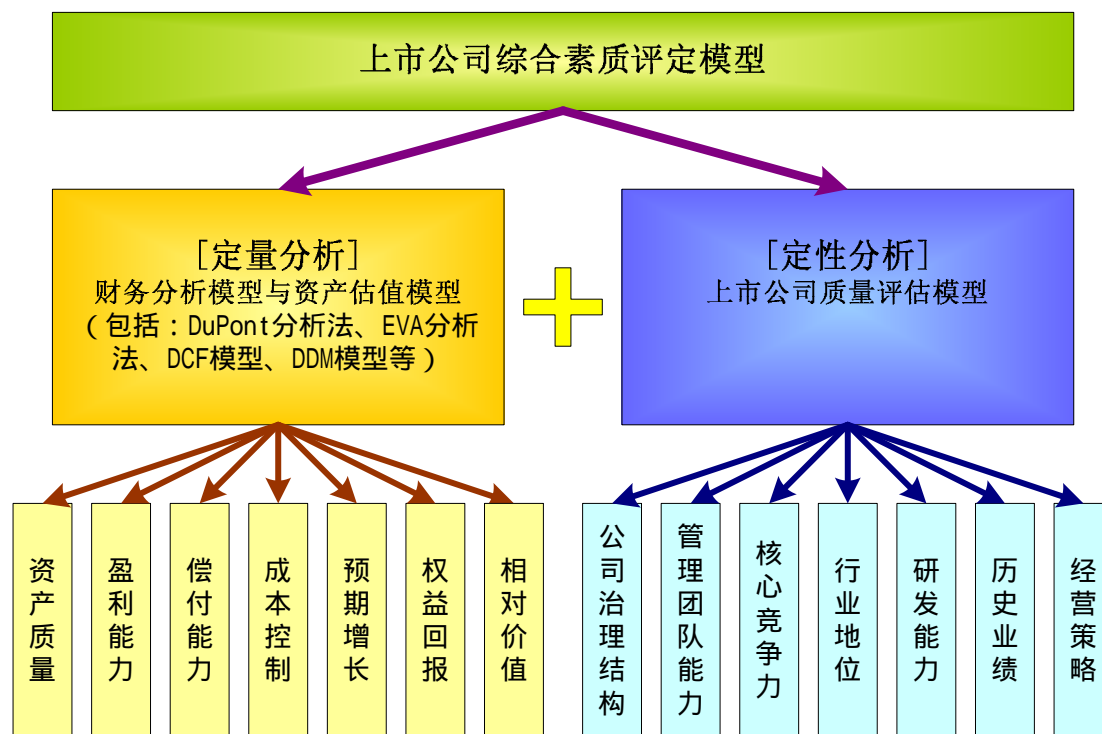 上市公司综合素质评定模型
[定量分析]
财务分析模型与资产估值模型
（包括：DuPont分析法、EVA分析
法、DCF模型、DDM模型等）
[定性分析]
上市公司质量评估模型
资产质量
盈利能力
偿付能力
成本控制
预期增长
权益回报
相对价值
公司治理结构
管理团队能力
核心竞争力
行业地位
研发能力
历史业绩
经营策略